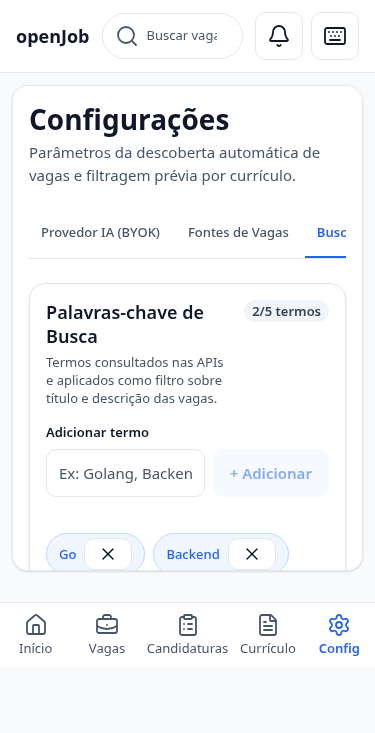 openJob
Buscar vaga
Configurações
Parâmetros da descoberta automática de
vagas e filtragem prévia por currículo.
Provedor IA (BYOK) Fontes de Vagas Busc
Palavras-chave de
Busca
2/5 termos
Termos consultados nas APIs
e aplicados como filtro sobre
título e descrição das vagas.
Adicionar termo
Ex: Golang, Backen
+ Adicionar
Go
Backend
Início Vagas Candidaturas Currículo Config